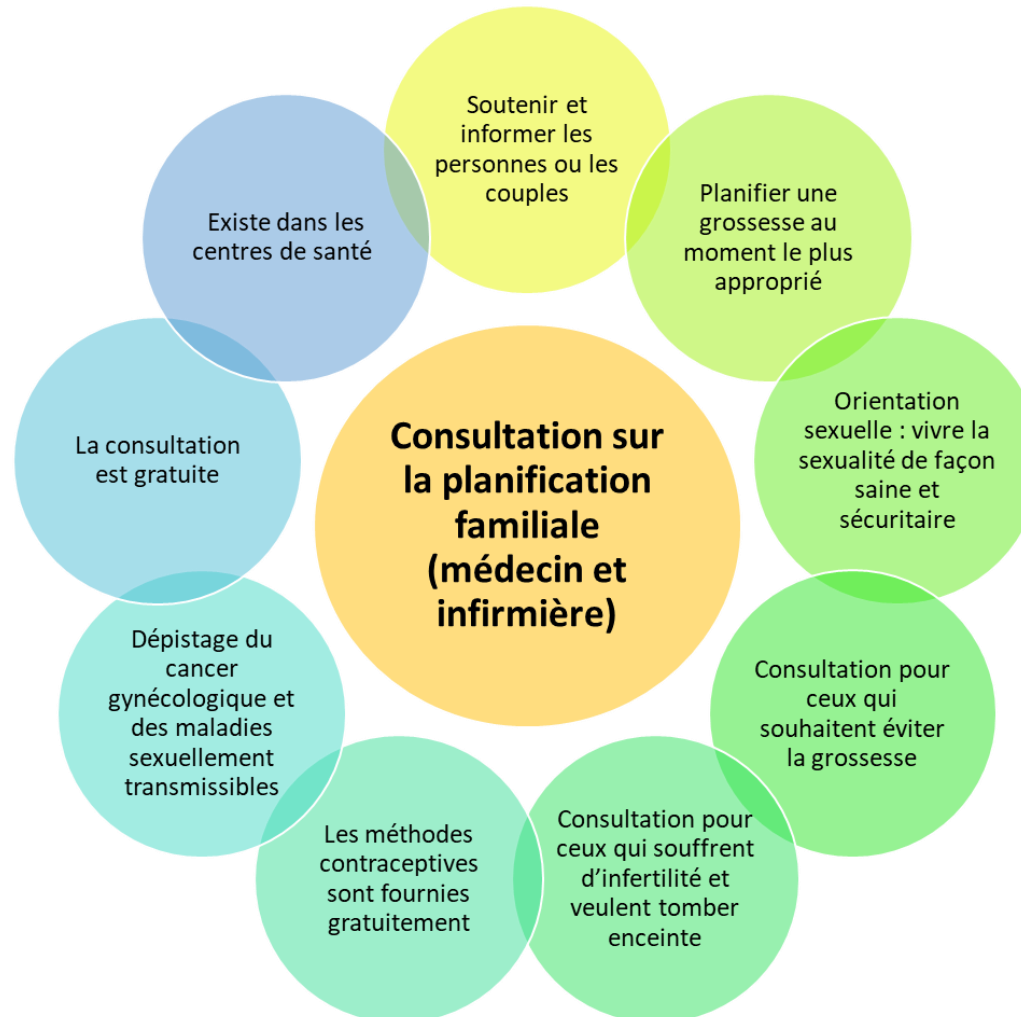 Soutenir et
informer les
personnes ou les
couples
Planifier une
grossesse au
moment le plus
approprié
Orientation
sexuelle : vivre la
sexualité de façon
saine et
sécuritaire
Consultation pour
ceux qui
souhaitent éviter
la grossesse
Consultation pour
ceux qui souffrent
d’infertilité et
veulent tomber
enceinte
Les méthodes
contraceptives
sont fournies
gratuitement
Dépistage du
cancer
gynécologique et
des maladies
sexuellement
transmissibles
La consultation
est gratuite
Existe dans les
centres de santé
Consultation sur
la planification
familiale
(médecin et
infirmière)